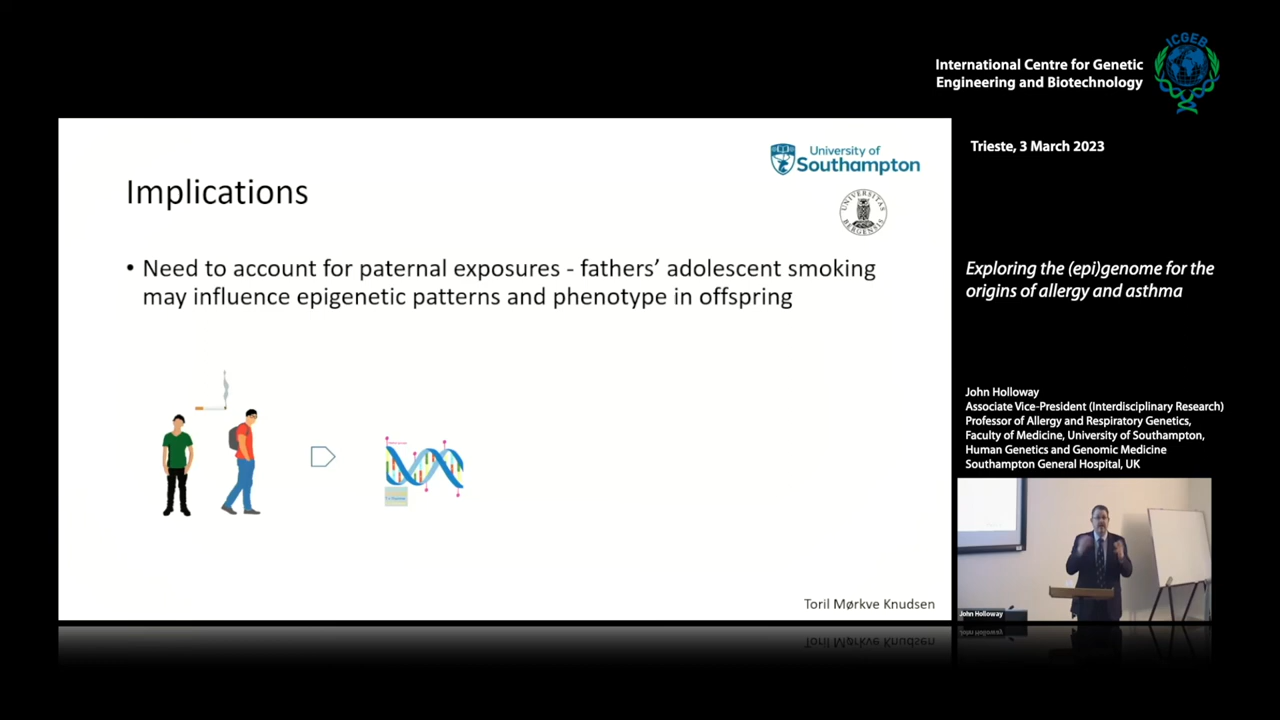 ICGEB
International Centre for Genetic
Engineering and Biotechnology
Trieste, 3 March 2023
University of
Southampton
UNIVERSITAS
BERGENSIS
Implications
• Need to account for paternal exposures - fathers’ adolescent smoking
may influence epigenetic patterns and phenotype in offspring
Toril Mørkve Knudsen
Exploring the (epi)genome for the
origins of allergy and asthma
John Holloway
Associate Vice-President (Interdisciplinary Research)
Professor of Allergy and Respiratory Genetics,
Faculty of Medicine, University of Southampton,
Human Genetics and Genomic Medicine
Southampton General Hospital, UK
John Holloway